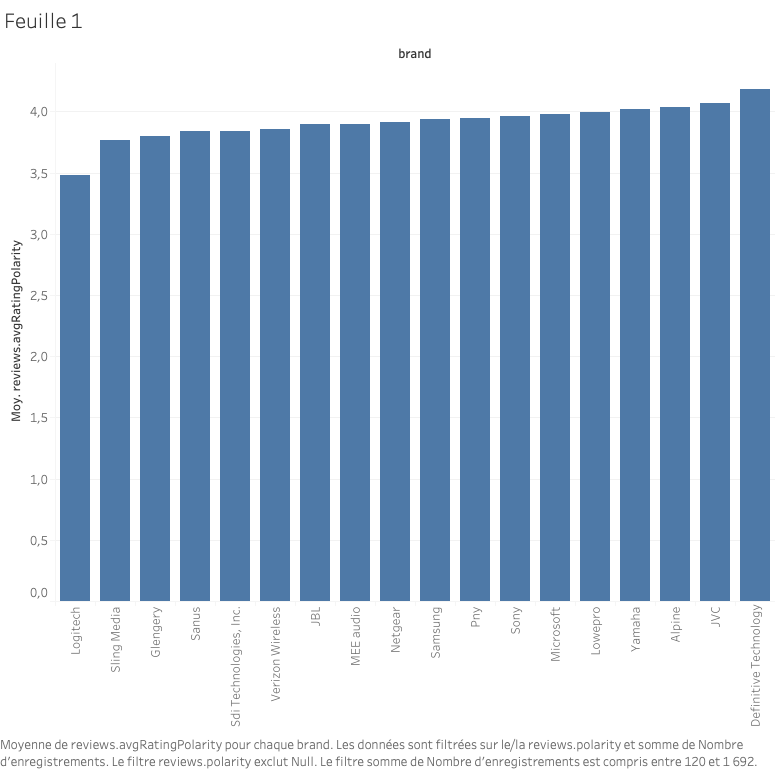 Feuille 1
brand
Moy. reviews.avgRatingPolarity
4,0
3,5
3,0
2,5
2,0
1,5
1,0
0,5
0,0
Logitech
Sling Media
Glengery
Sanus
Sdi Technologies, Inc.
Verizon Wireless
JBL
MEE audio
Netgear
Samsung
Pny
Sony
Microsoft
Lowepro
Yamaha
Alpine
JVC
Definitive Technology
Moyenne de reviews.avgRatingPolarity pour chaque brand. Les données sont filtrées sur le/la reviews.polarity et somme de Nombre
d'enregistrements. Le filtre reviews.polarity exclut Null. Le filtre somme de Nombre d'enregistrements est compris entre 120 et 1 692.